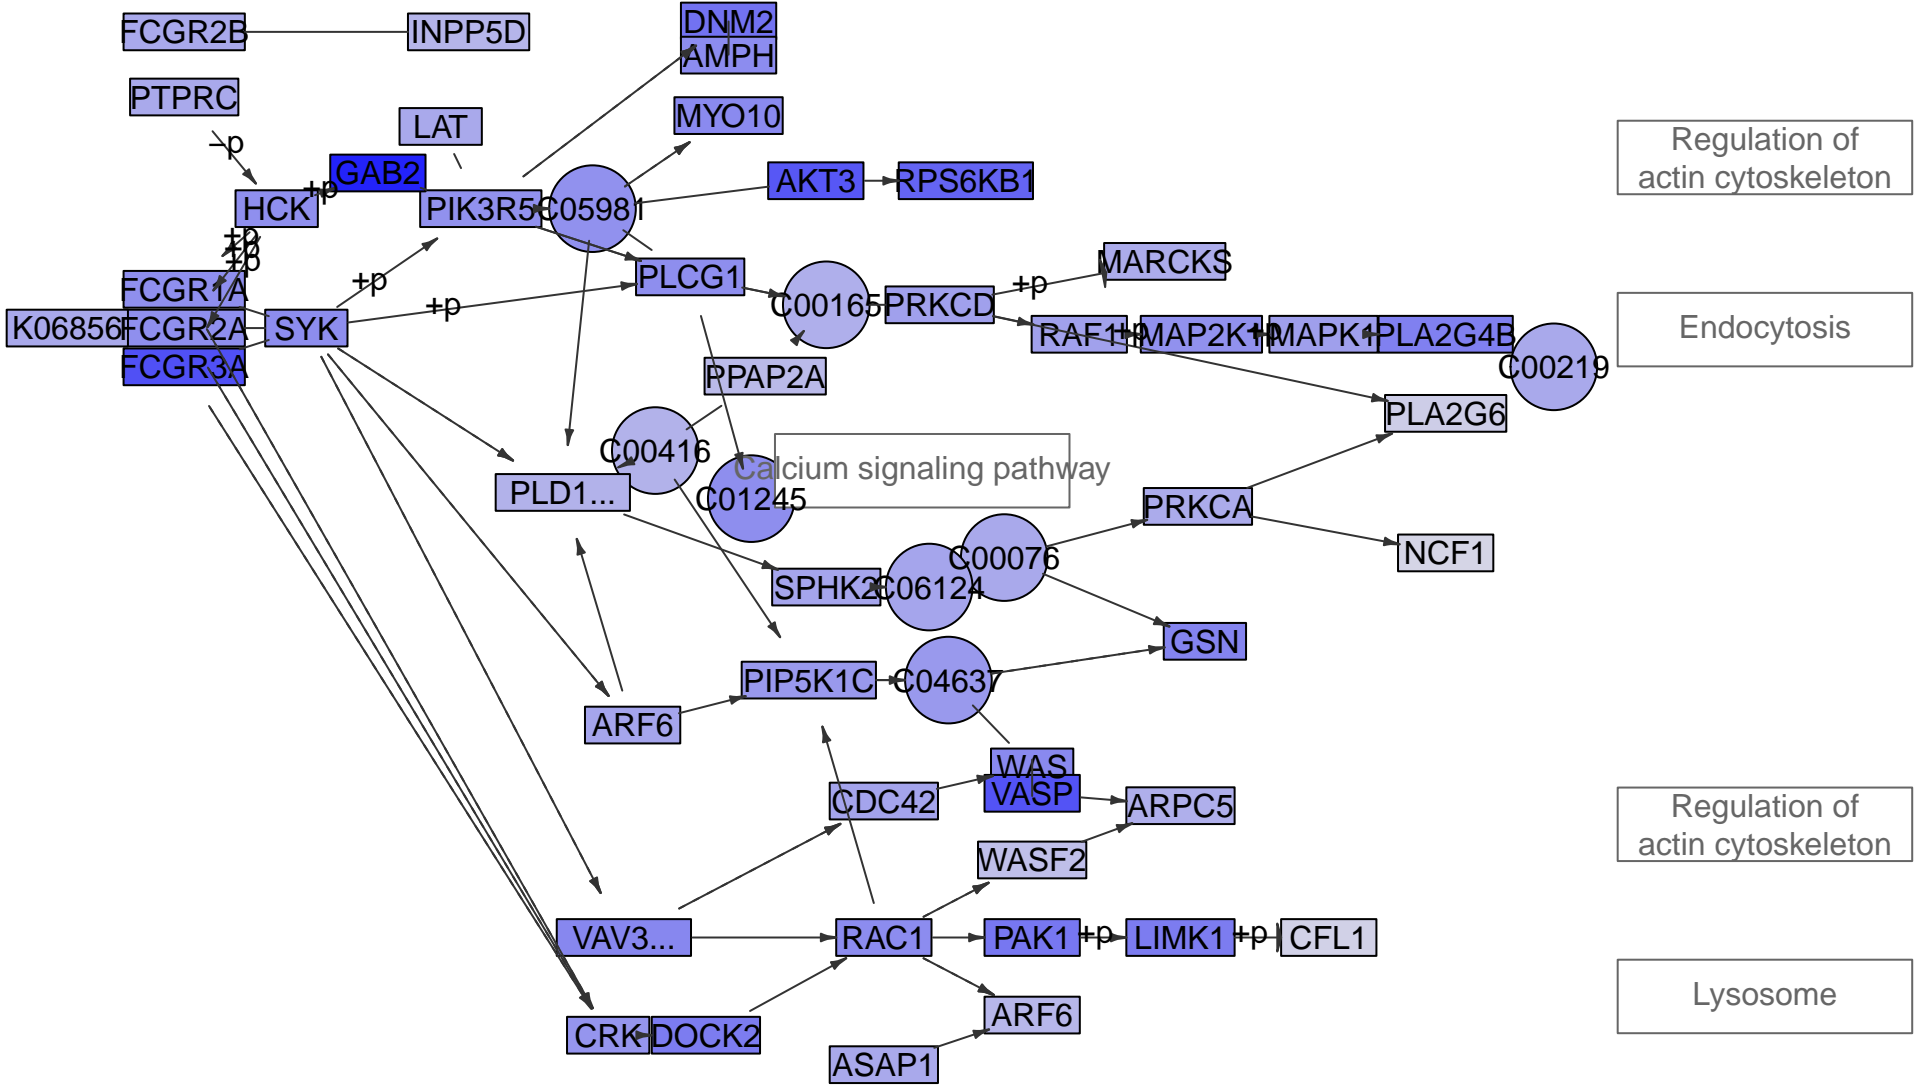 FCGR2B
INPP5D
DNM2
AMPH
PTPRC
LAT
MYO10
Regulation of
actin cytoskeleton
–p
GAB2
+p
AKT3
RPS6KB1
HCK
PIK3R5
C05981
+p
+p
+p
MARCKS
FCGR1A
+p
PLCG1
+p
C00165
PRKCD
+p
K06856
FCGR2A
SYK
RAF1
+p
MAP2K1
+p
MAPK1
PLA2G4B
Endocytosis
FCGR3A
PPAP2A
C00219
PLA2G6
C00416
Calcium signaling pathway
PLD1...
C01245
PRKCA
C00076
NCF1
SPHK2
C06124
GSN
PIP5K1C
C04637
ARF6
WAS
VASP
CDC42
ARPC5
Regulation of
actin cytoskeleton
WASF2
VAV3...
RAC1
PAK1
+p
LIMK1
+p
CFL1
Lysosome
ARF6
CRK
DOCK2
ASAP1